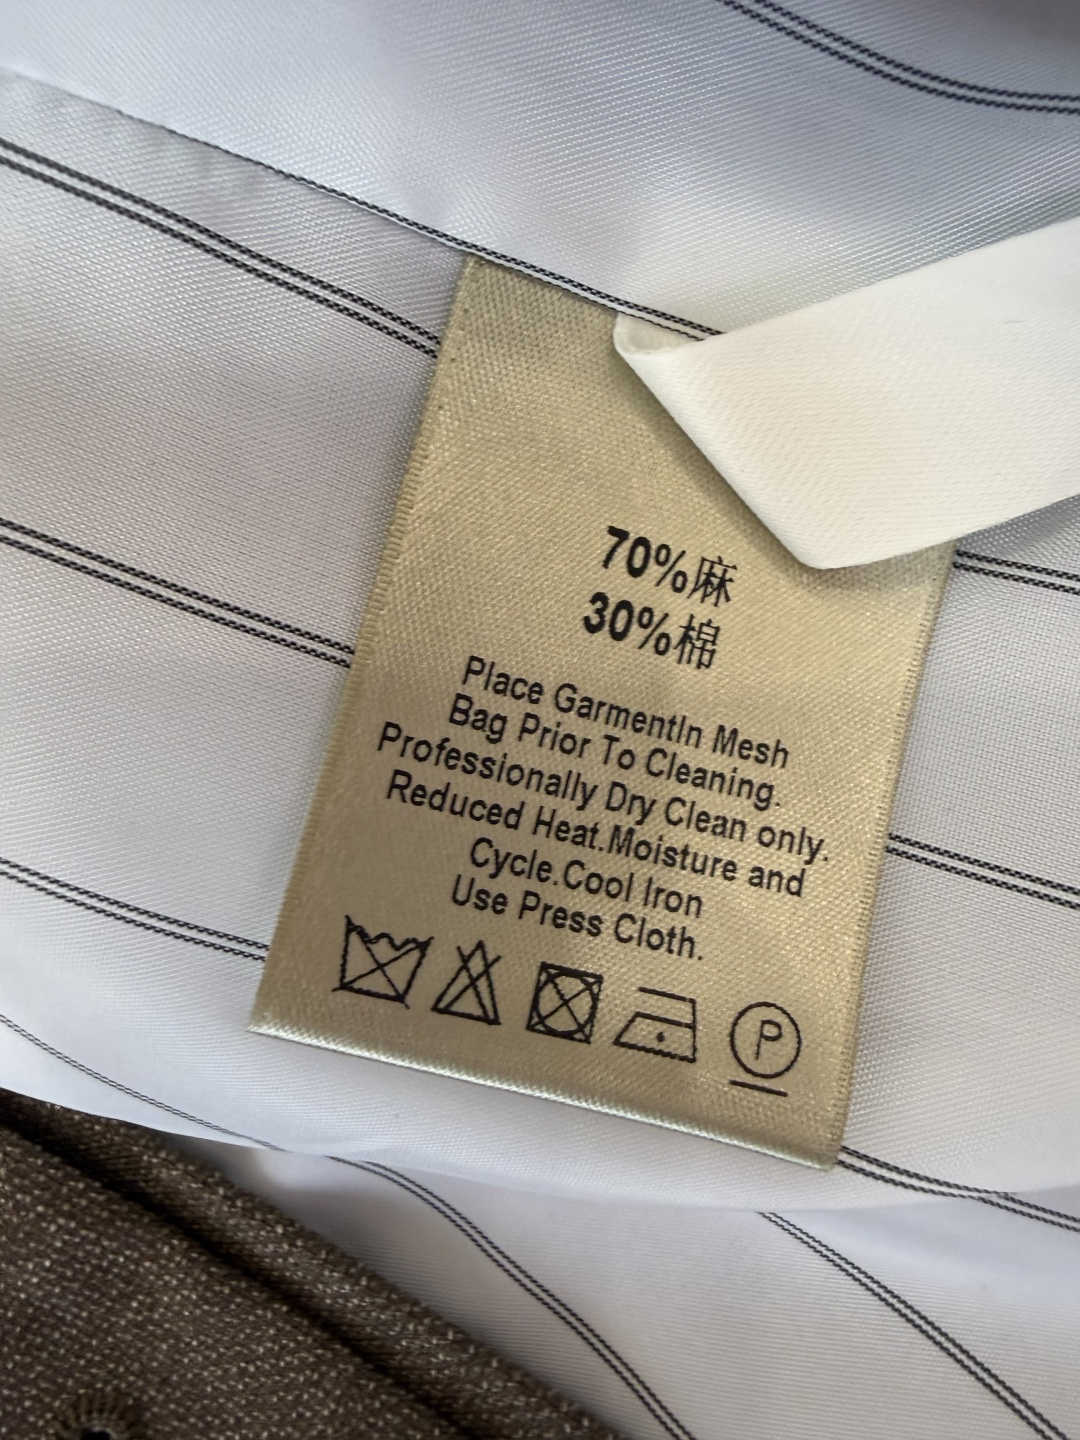 70%麻
30%棉
Place GarmentIn Mesh
Bag Prior To Cleaning.
Professionally Dry Clean only.
Reduced Heat.Moisture and
Cycle.Cool Iron
Use Press Cloth.
P